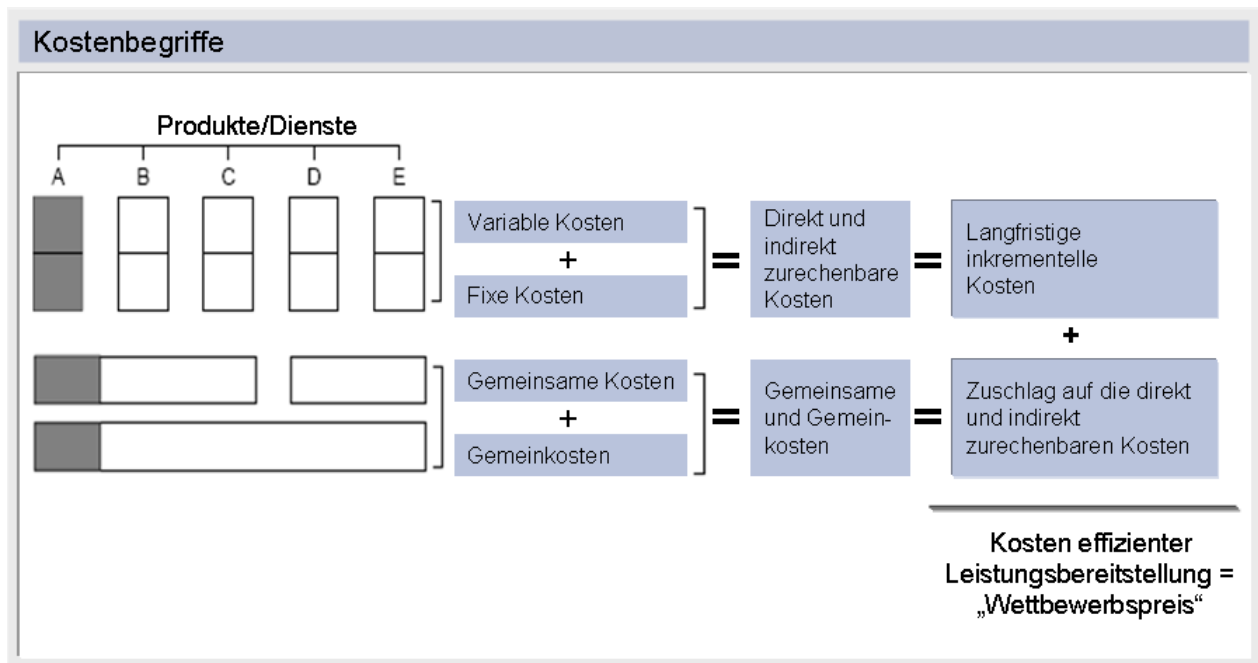 Kostenbegriffe
Produkte/Dienste
A B C D E
Variable Kosten
+
Fixe Kosten
=
Direkt und
indirekt
zurechenbare
Kosten
=
Langfristige
inkrementelle
Kosten
+
Gemeinsame Kosten
+
Gemeinkosten
=
Gemeinsame
und Gemein-
kosten
=
Zuschlag auf die direkt
und indirekt
zurechenbaren Kosten
Kosten effizienter
Leistungsbereitstellung =
„Wettbewerbspreis“